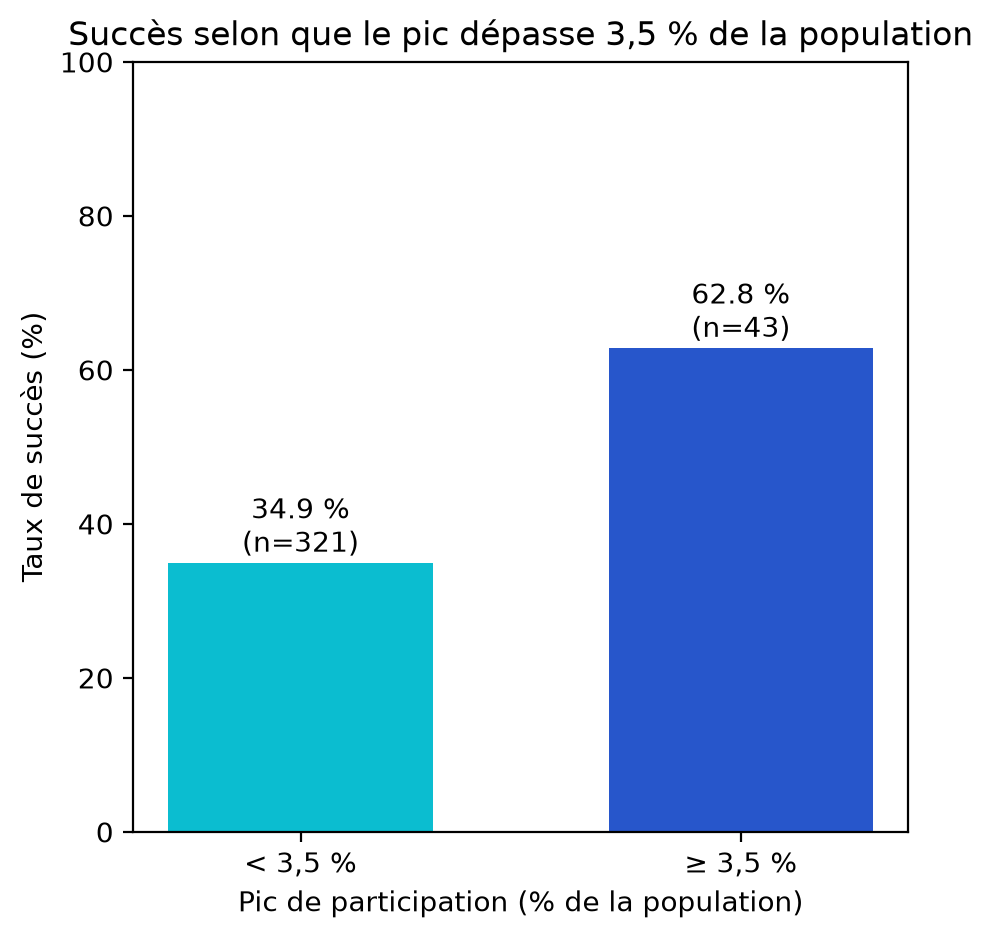 Succès selon que le pic dépasse 3,5 % de la population
Taux de succès (%)
100
80
60
40
20
0
34.9 %
(n=321)
62.8 %
(n=43)
< 3,5 %
≥ 3,5 %
Pic de participation (% de la population)